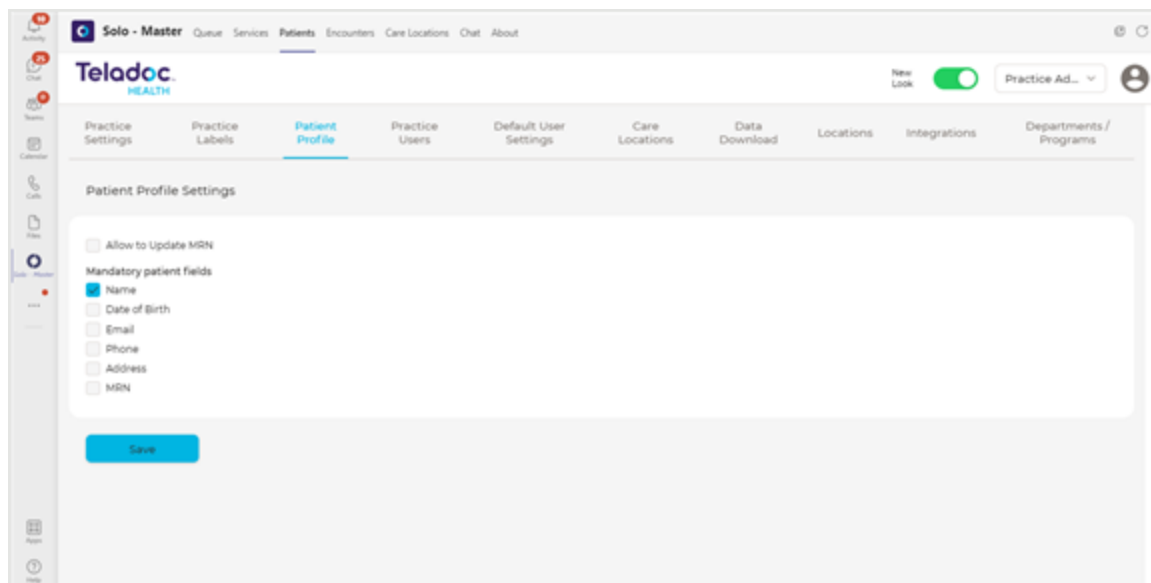 Activity
Chat
Teams
Calendar
Calls
Files
Solo - Master
Apps
Help
Solo - Master Queue Services Patients Encounters Care Locations Chat About
Teladoc
HEALTH
New
Look
Practice Ad...
Practice
Settings
Practice
Labels
Patient
Profile
Practice
Users
Default User
Settings
Care
Locations
Data
Download
Locations
Integrations
Departments /
Programs
Patient Profile Settings
Allow to Update MRN
Mandatory patient fields
Name
Date of Birth
Email
Phone
Address
MRN
Save